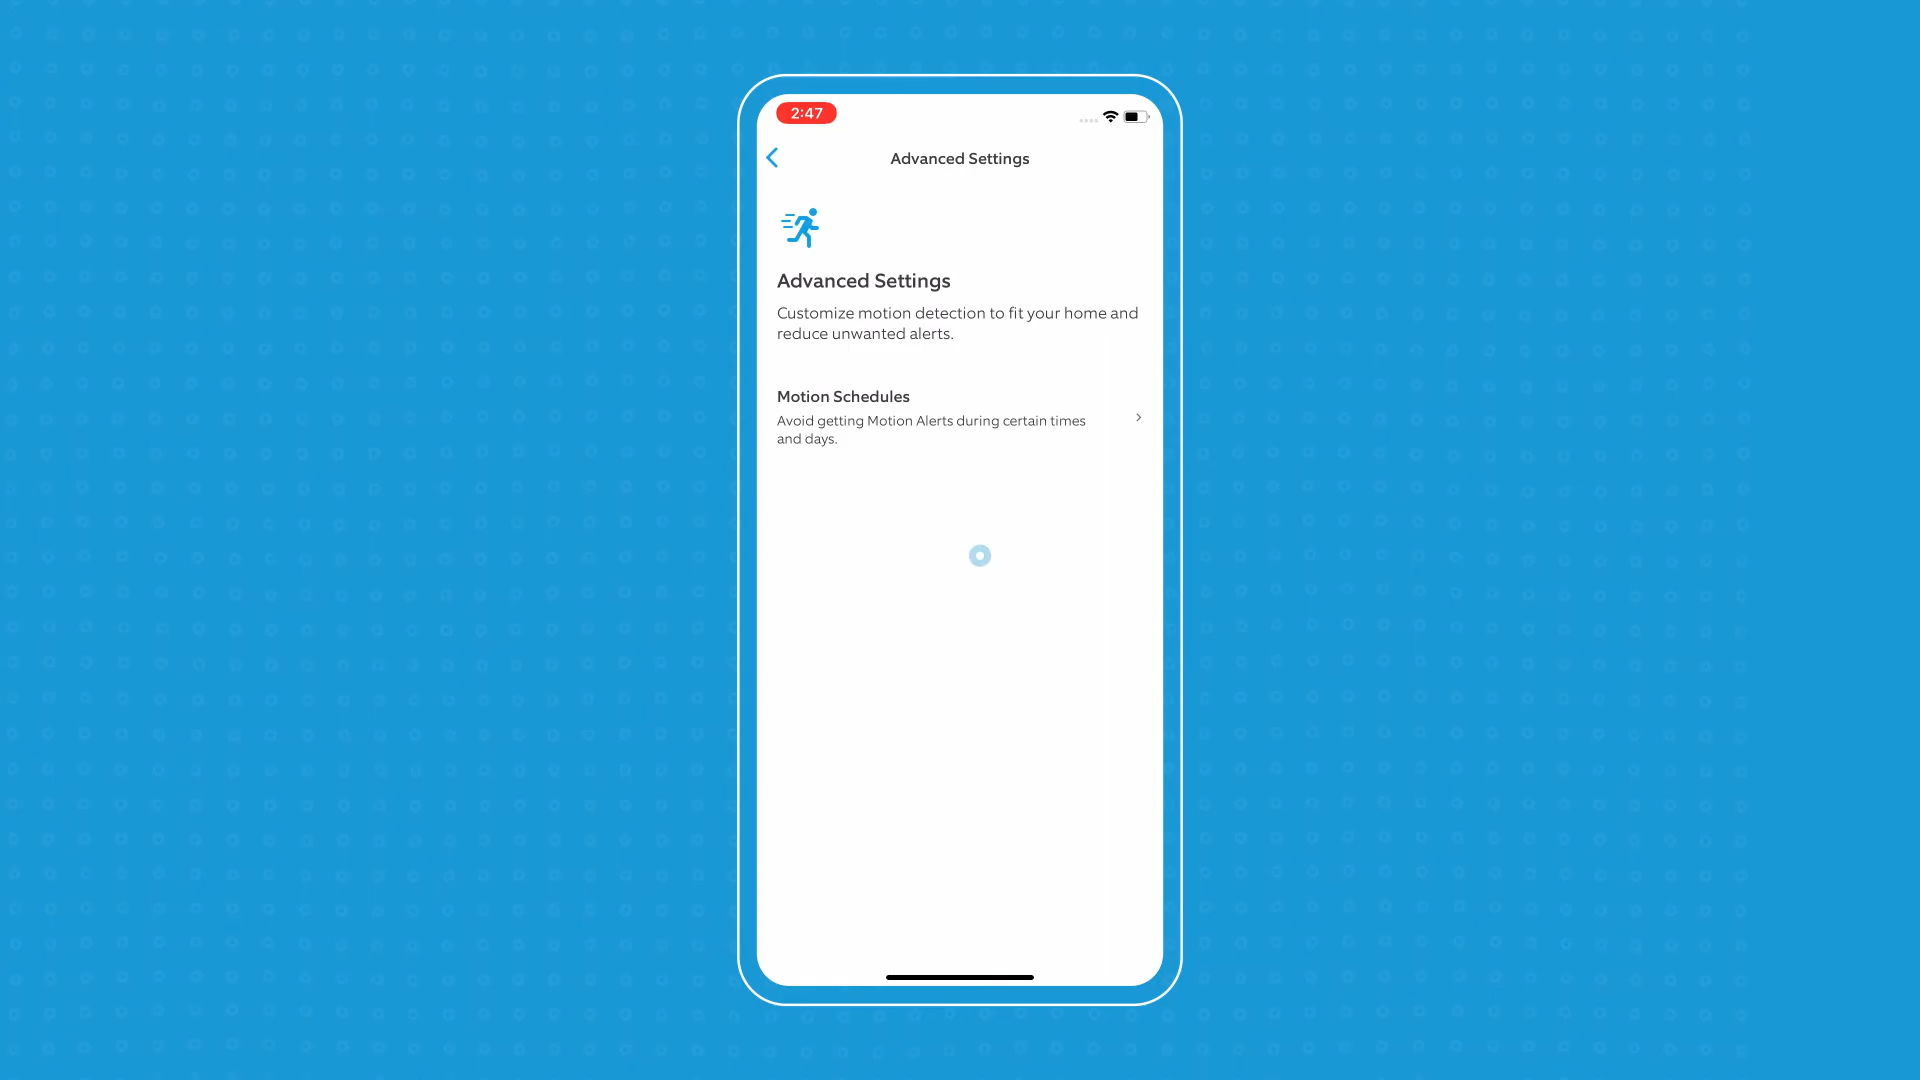 2:47
Advanced Settings
Advanced Settings
Customize motion detection to fit your home and
reduce unwanted alerts.
Motion Schedules
Avoid getting Motion Alerts during certain times
and days.